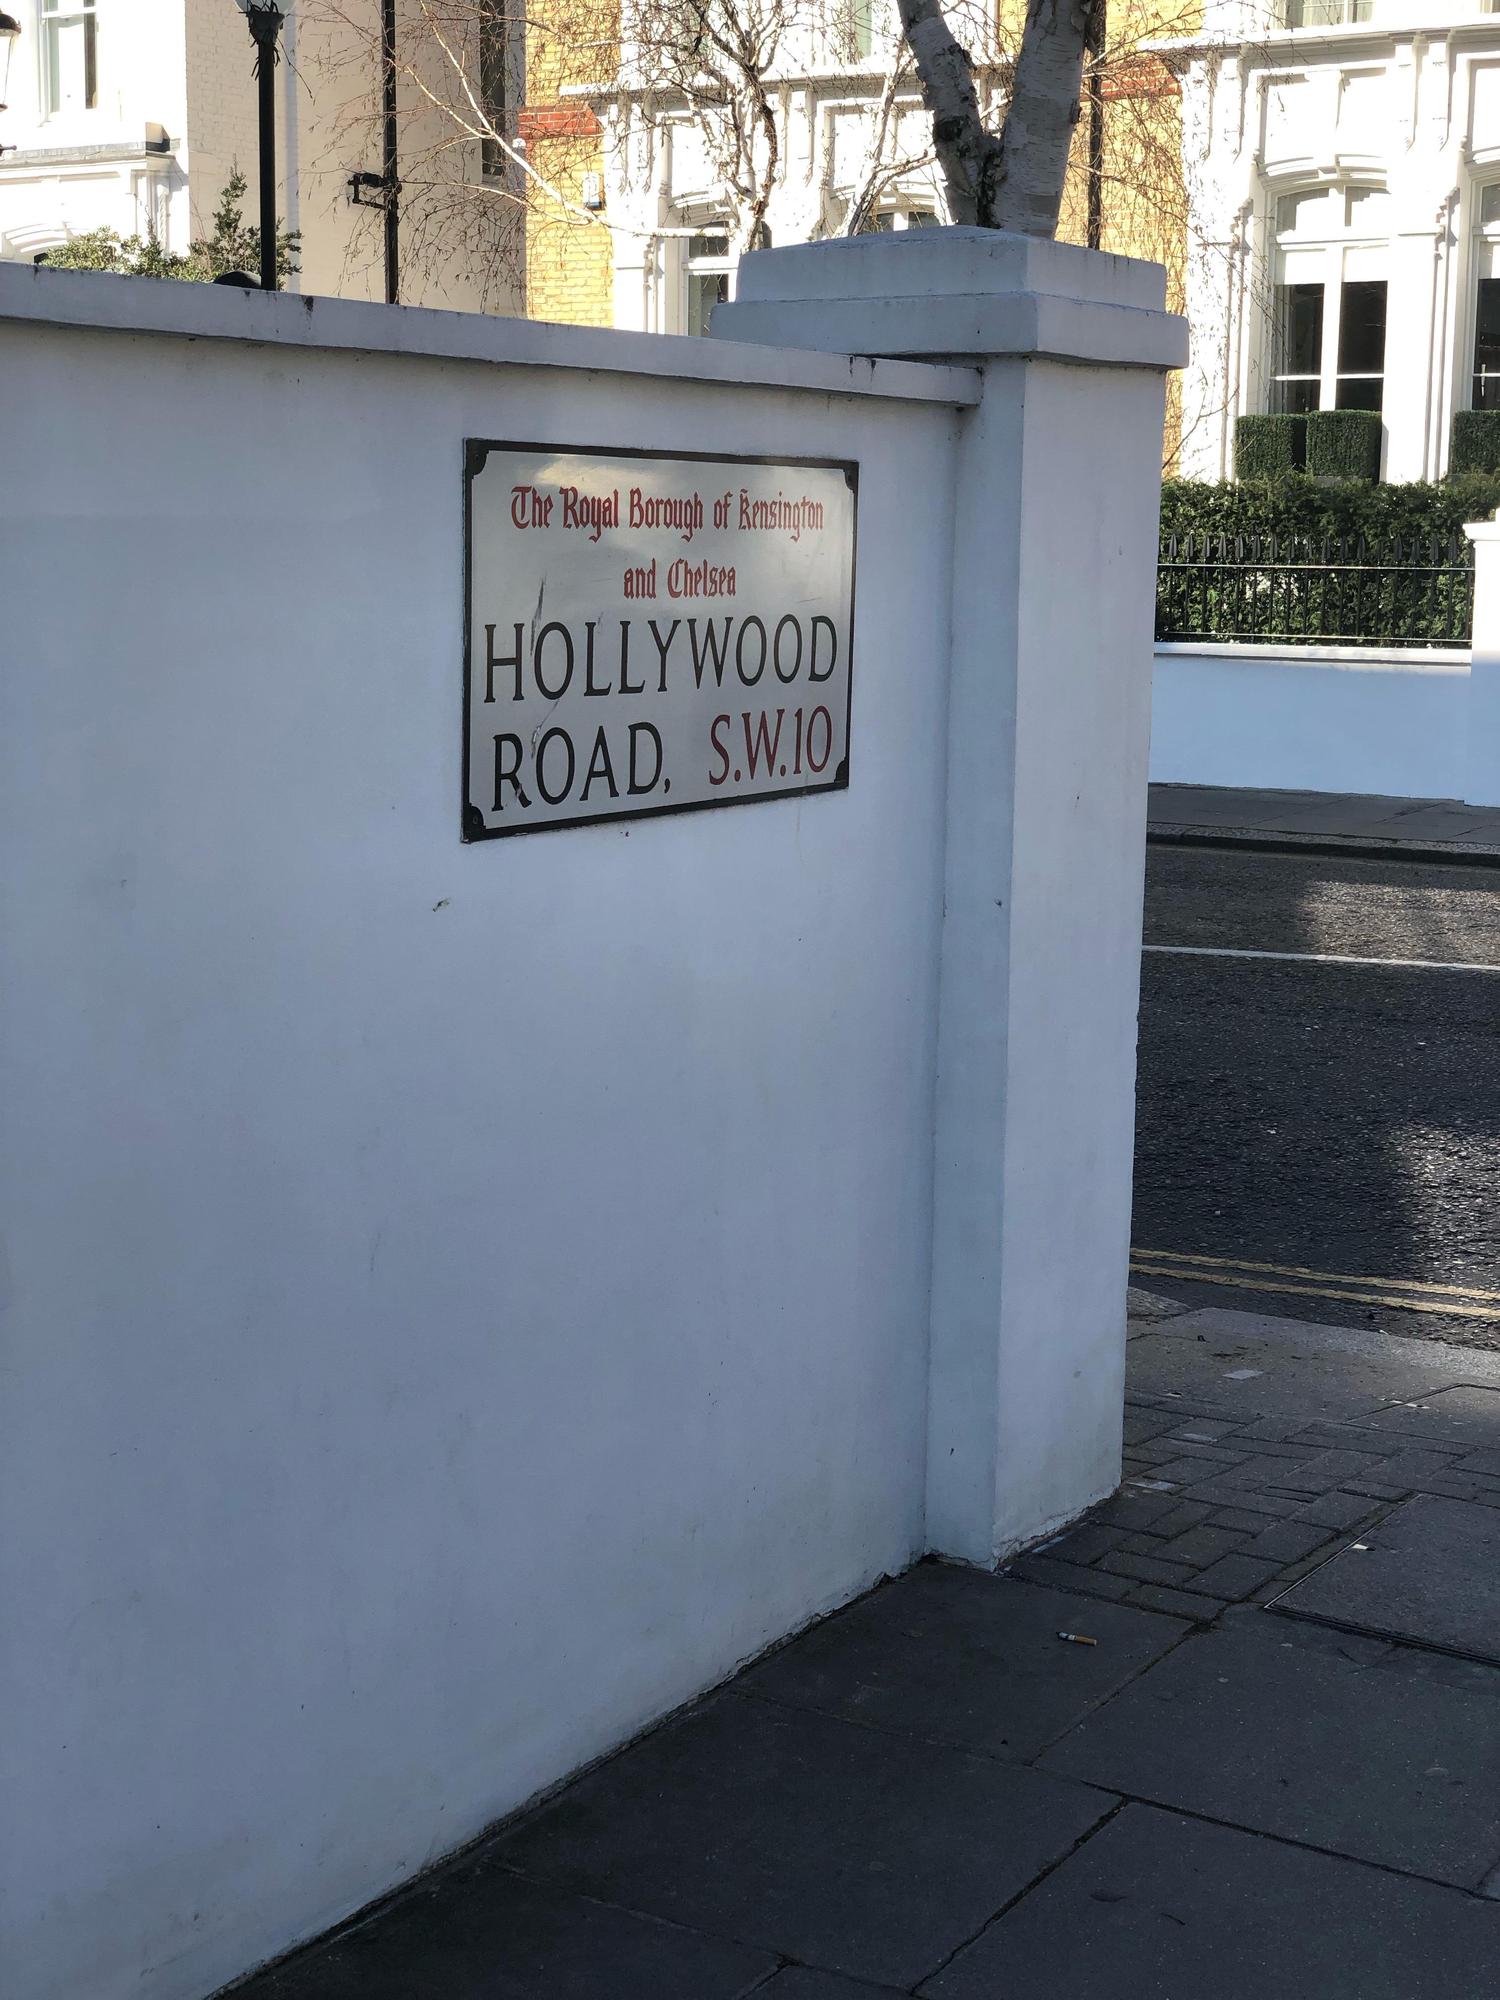 The Royal Borough of Kensington
and Chelsea
HOLLYWOOD
ROAD, S.W.10